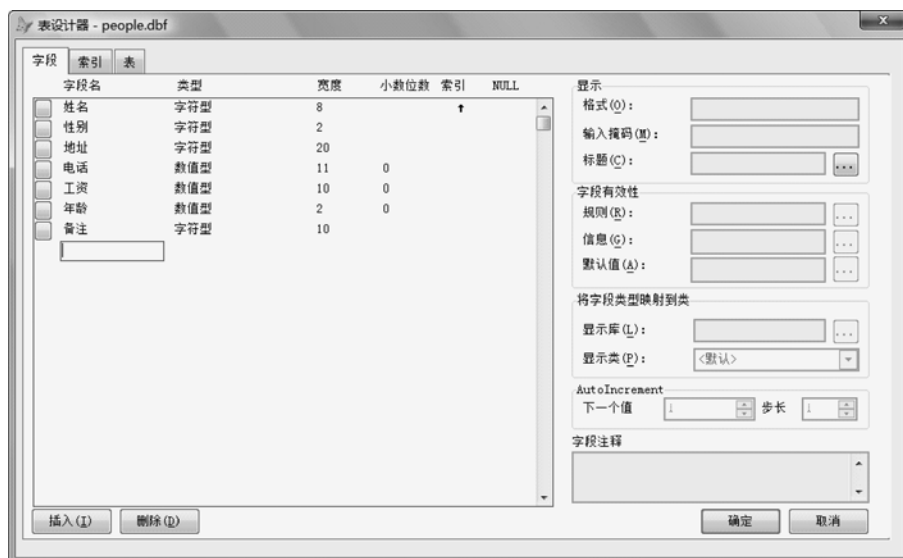 表设计器 - people.dbf
x
字段 索引 表
字段名 类型 宽度 小数位数 索引 NULL
姓名 字符型 8 ↑
性别 字符型 2
地址 字符型 20
电话 数值型 11 0
工资 数值型 10 0
年龄 数值型 2 0
备注 字符型 10
显示
格式(O):
输入掩码(M):
标题(C): ...
字段有效性
规则(R): ...
信息(G): ...
默认值(A): ...
将字段类型映射到类
显示库(L): ...
显示类(P): <默认>
AutoIncrement
下一个值 1 步长 1
字段注释
插入(I) 删除(D) 确定 取消